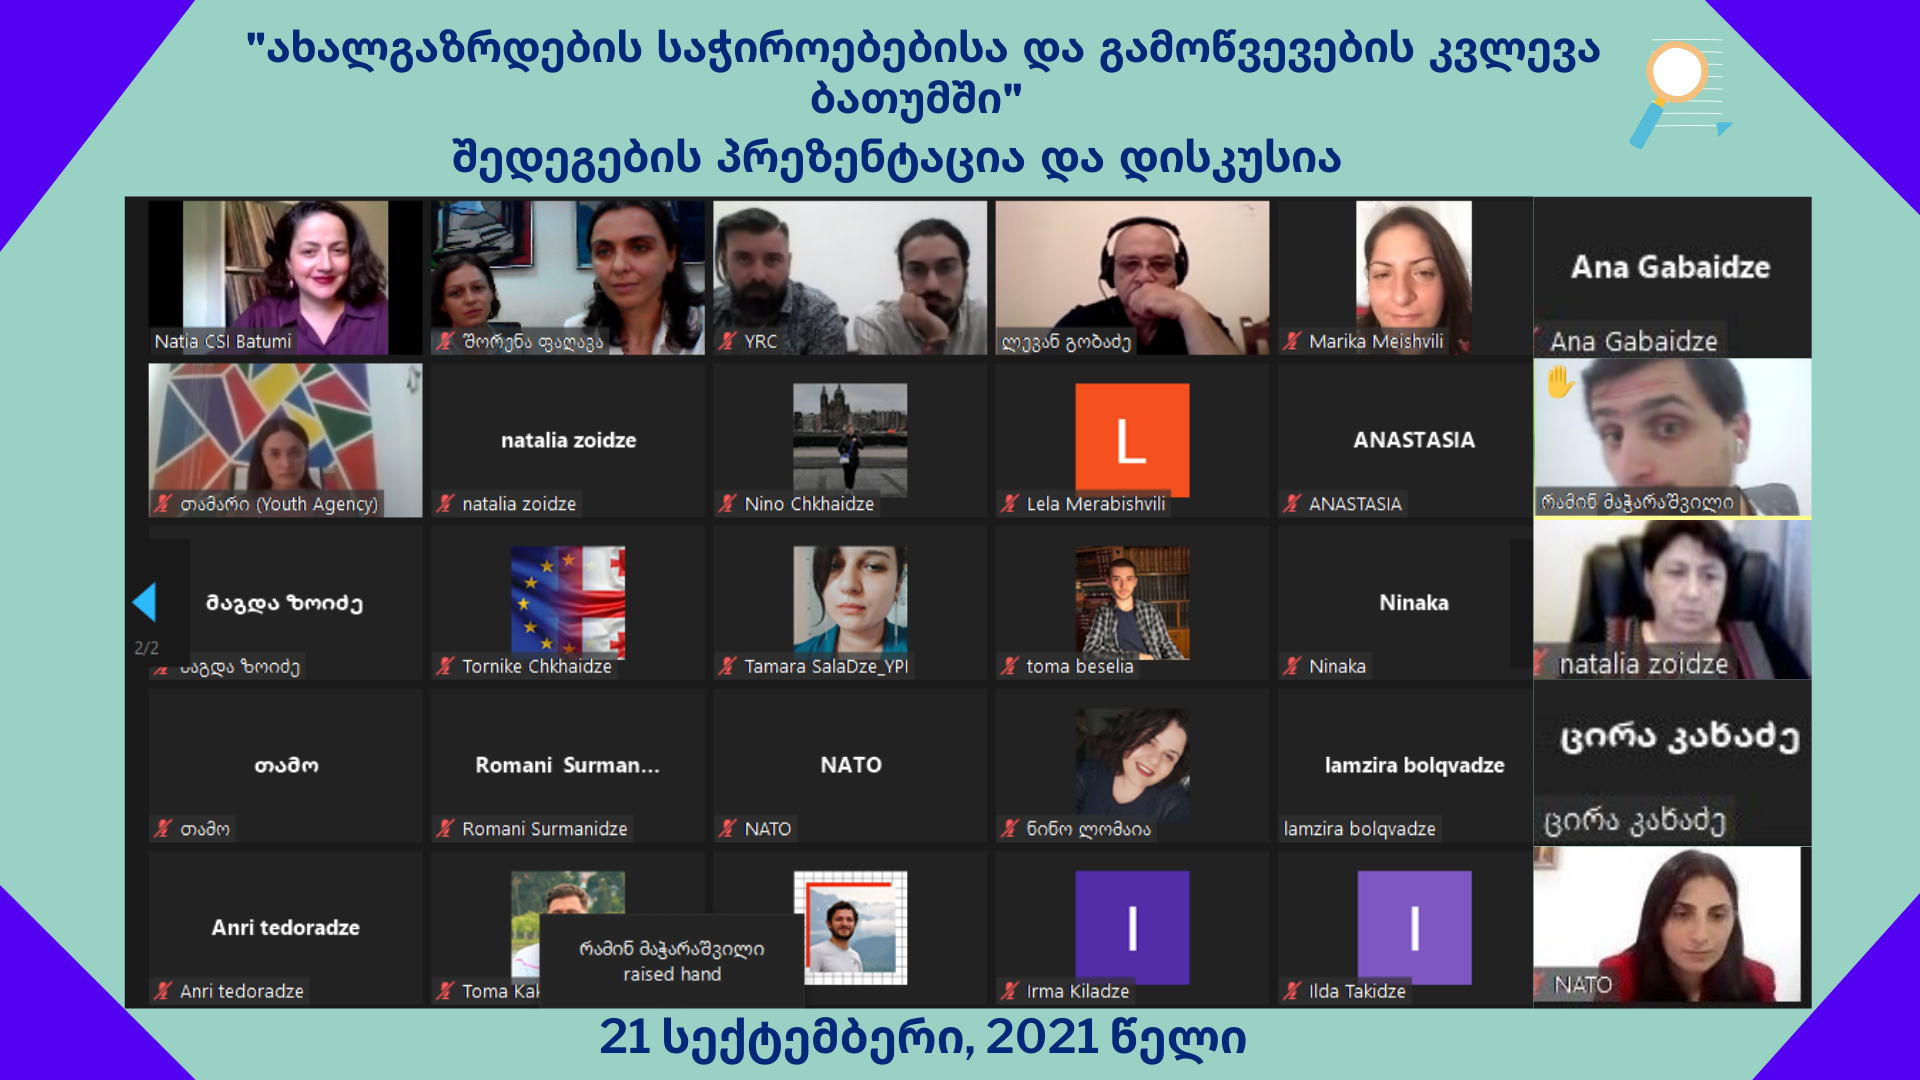 "ახალგაზრდების საჭიროებებისა და გამოწვევების კვლევა
ბათუმში"
შედეგების პრეზენტაცია და დისკუსია
Natia CSI Batumi
შორენა ფაღავა
YRC
ლევან გობაძე
Marika Meishvili
Ana Gabaidze
Ana Gabaidze
თამარი (Youth Agency)
natalia zoidze
natalia zoidze
Nino Chkhaidze
L
Lela Merabishvili
ANASTASIA
ANASTASIA
რამინ მაჭარაშვილი
2/2
მაგდა ზოიძე
მაგდა ზოიძე
Tornike Chkhaidze
Tamara SalaDze_YPI
toma beselia
Ninaka
Ninaka
natalia zoidze
თამო
თამო
Romani Surman...
Romani Surmanidze
NATO
NATO
ნინო ლომაია
lamzira bolqvadze
lamzira bolqvadze
ცირა კახაძე
ცირა კახაძე
Anri tedoradze
Anri tedoradze
Toma
რამინ მაჭარაშვილი
raised hand
I
Irma Kiladze
I
Ilda Takidze
NATO
21 სექტემბერი, 2021 წელი